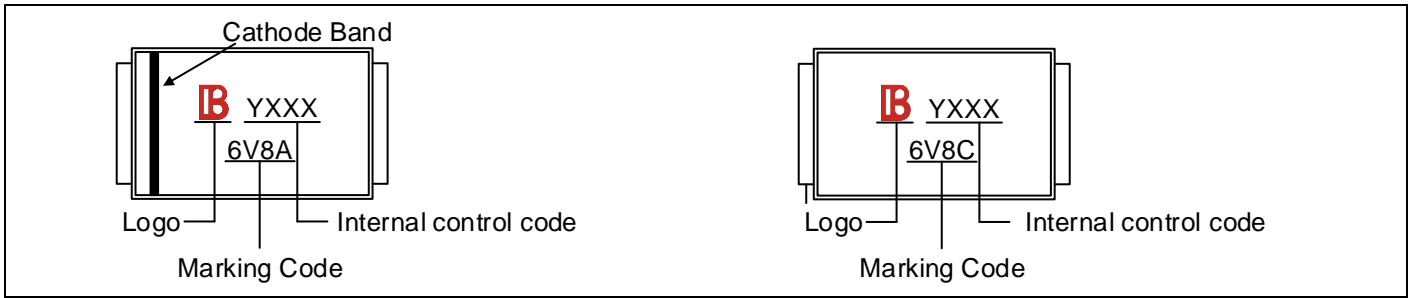 Cathode Band
B YXXX
6V8A
Logo
Internal control code
Marking Code
B YXXX
6V8C
Logo
Internal control code
Marking Code